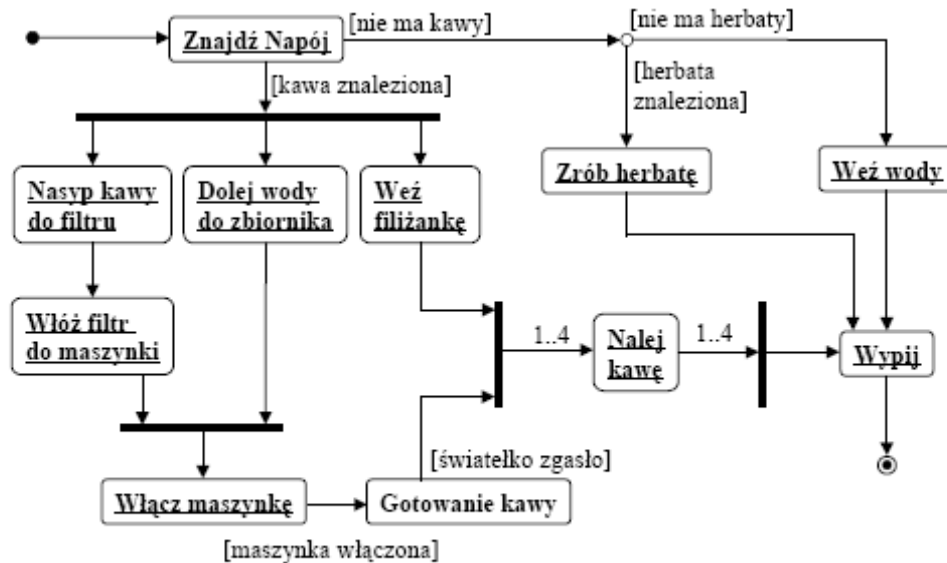 [nie ma kawy]
[nie ma herbaty]
Znajdź Napój
[kawa znaleziona]
[herbata
znaleziona]
Nasyp kawy
do filtru
Dolej wody
do zbiornika
Weź
filiżankę
Zrób herbatę
Weź wody
Włóż filtr
do maszynki
1..4
Nalej
kawę
1..4
Wypij
[światełko zgasło]
Włącz maszynkę
Gotowanie kawy
[maszynka włączona]